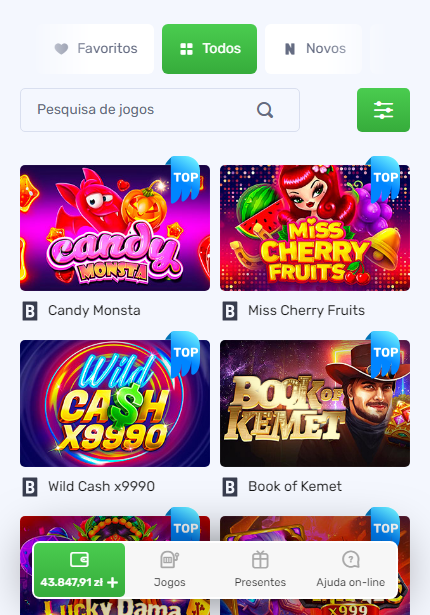 Favoritos
Todos
N Novos
Pesquisa de jogos
TOP
TOP
candy
MONSTA
MISS
CHERRY
FRUITS
B Candy Monsta
B Miss Cherry Fruits
TOP
TOP
Wild
CA$H
X9990
BOOK OF
KEMET
B Wild Cash x9990
B Book of Kemet
TOP
TOP
43.847,91 zł +
Jogos
Presentes
Ajuda on-line
Lucky Dama
x999